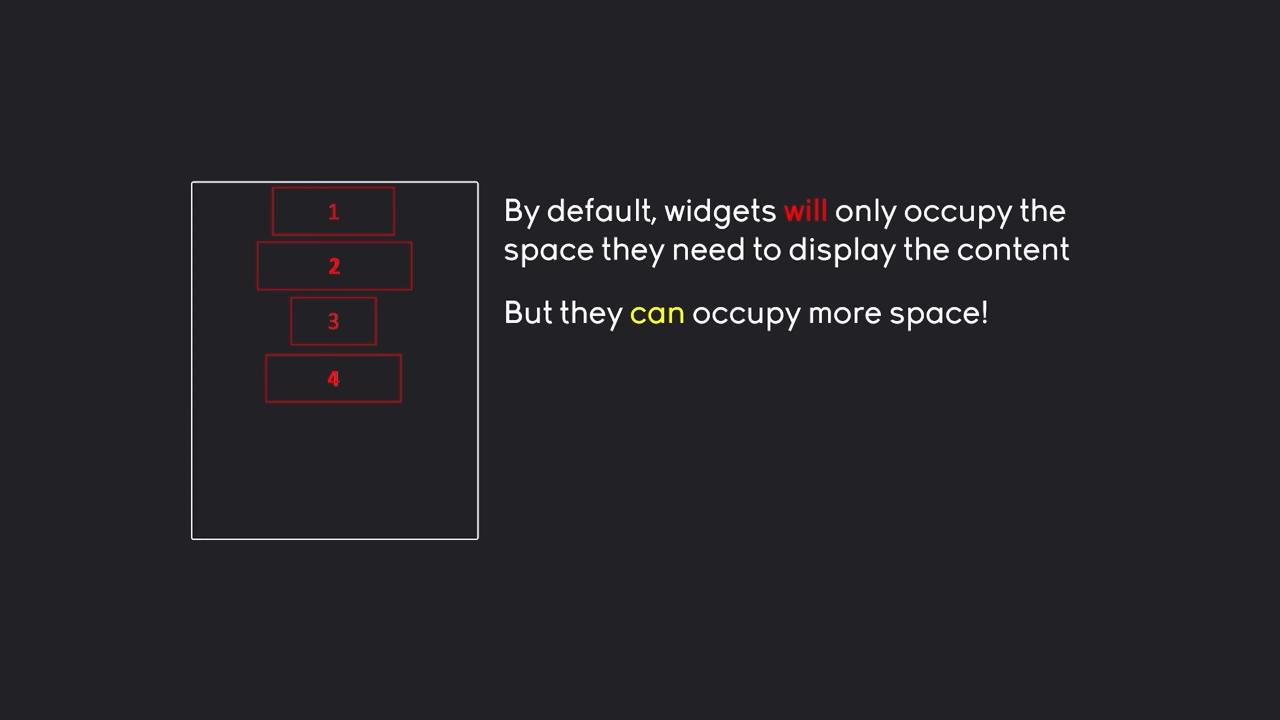 1
2
3
4
By default, widgets will only occupy the
space they need to display the content
But they can occupy more space!